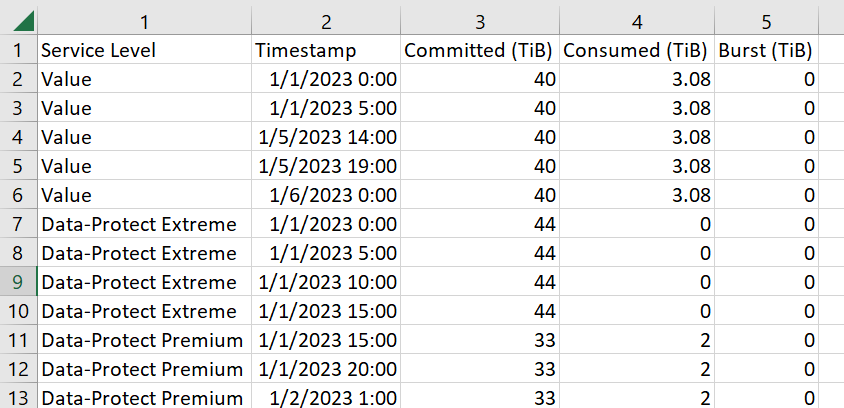 1 2 3 4 5
1 Service Level Timestamp Committed (TiB) Consumed (TiB) Burst (TiB)
2 Value 1/1/2023 0:00 40 3.08 0
3 Value 1/1/2023 5:00 40 3.08 0
4 Value 1/5/2023 14:00 40 3.08 0
5 Value 1/5/2023 19:00 40 3.08 0
6 Value 1/6/2023 0:00 40 3.08 0
7 Data-Protect Extreme 1/1/2023 0:00 44 0 0
8 Data-Protect Extreme 1/1/2023 5:00 44 0 0
9 Data-Protect Extreme 1/1/2023 10:00 44 0 0
10 Data-Protect Extreme 1/1/2023 15:00 44 0 0
11 Data-Protect Premium 1/1/2023 15:00 33 2 0
12 Data-Protect Premium 1/1/2023 20:00 33 2 0
13 Data-Protect Premium 1/2/2023 1:00 33 2 0